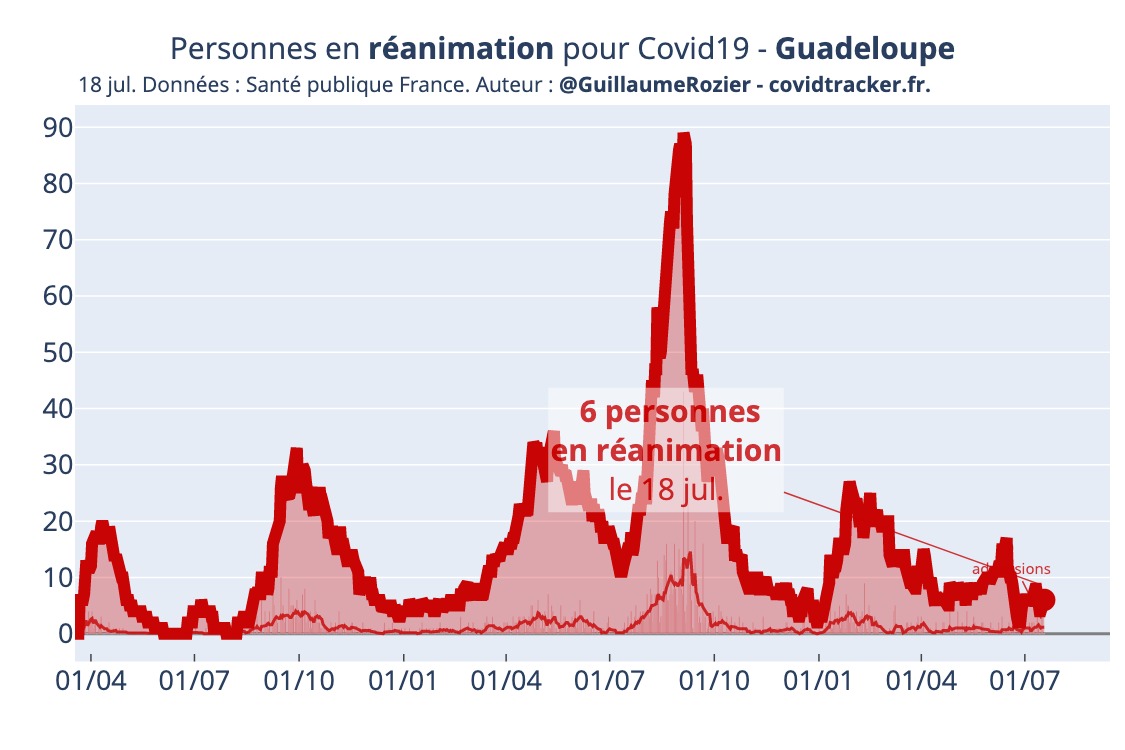 Personnes en réanimation pour Covid19 - Guadeloupe
18 jul. Données : Santé publique France. Auteur : @GuillaumeRozier - covidtracker.fr.
90
80
70
60
50
40
30
20
10
0
6 personnes
en réanimation
le 18 jul.
admissions
01/04 01/07 01/10 01/01 01/04 01/07 01/10 01/01 01/04 01/07